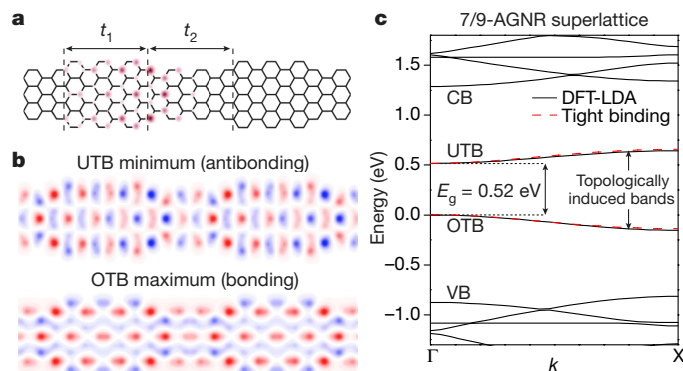 a
t1
t2
b
UTB minimum (antibonding)
OTB maximum (bonding)
c
7/9-AGNR superlattice
Energy (eV)
1.5
1.0
0.5
0.0
−0.5
−1.0
CB
DFT-LDA
Tight binding
UTB
Eg = 0.52 eV
Topologically
induced bands
OTB
VB
Γ
k
X